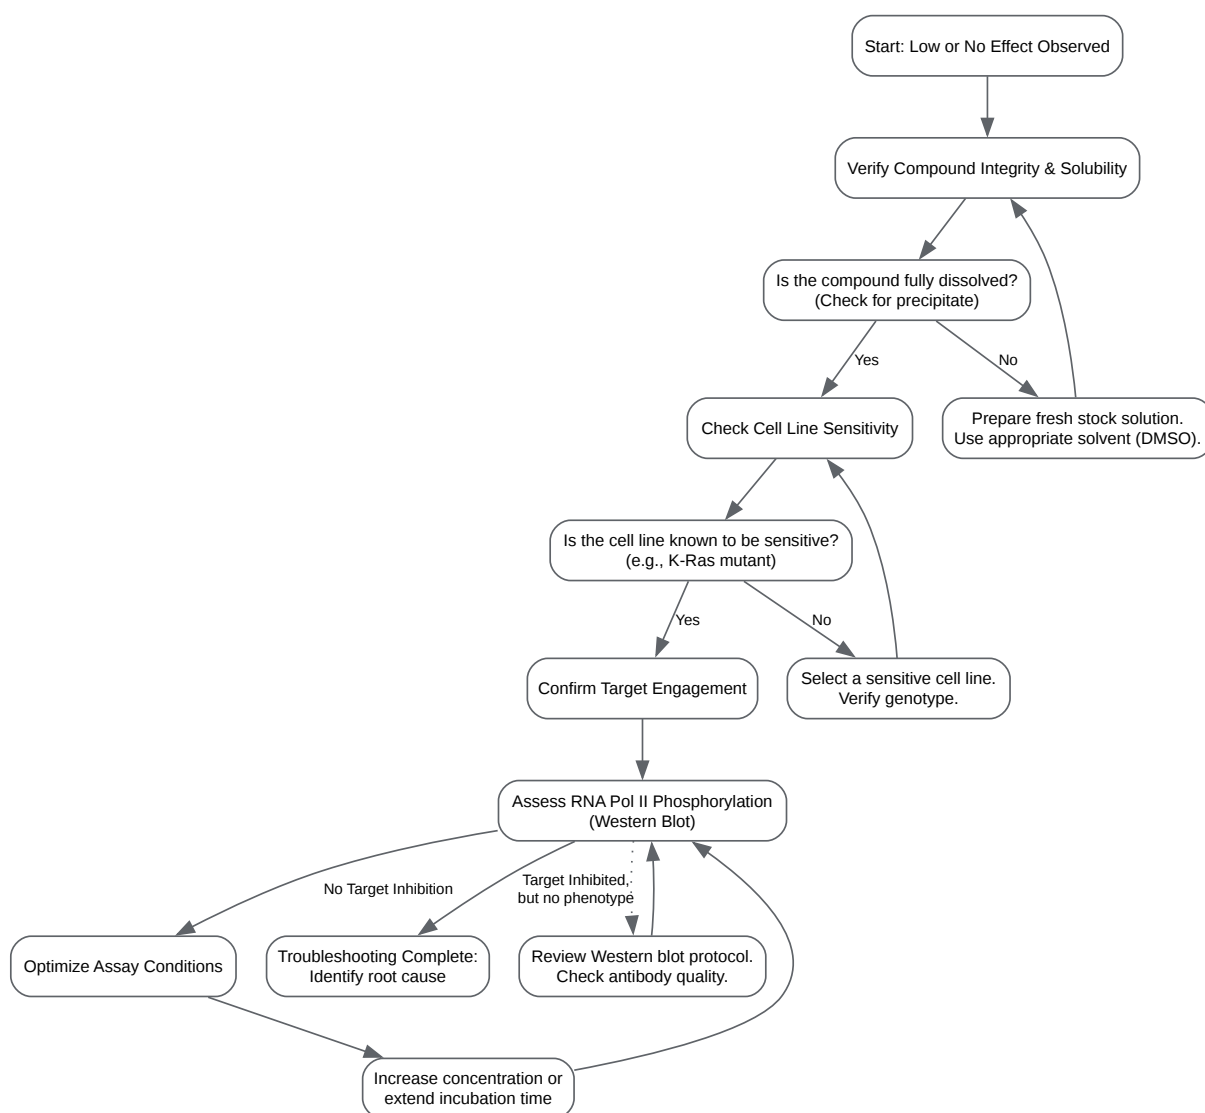 Start: Low or No Effect Observed
Verify Compound Integrity & Solubility
Is the compound fully dissolved?
(Check for precipitate)
Yes
No
Check Cell Line Sensitivity
Prepare fresh stock solution.
Use appropriate solvent (DMSO).
Is the cell line known to be sensitive?
(e.g., K-Ras mutant)
Yes
No
Confirm Target Engagement
Select a sensitive cell line.
Verify genotype.
Assess RNA Pol II Phosphorylation
(Western Blot)
No Target Inhibition
Target Inhibited,
but no phenotype
Optimize Assay Conditions
Troubleshooting Complete:
Identify root cause
Review Western blot protocol.
Check antibody quality.
Increase concentration or
extend incubation time